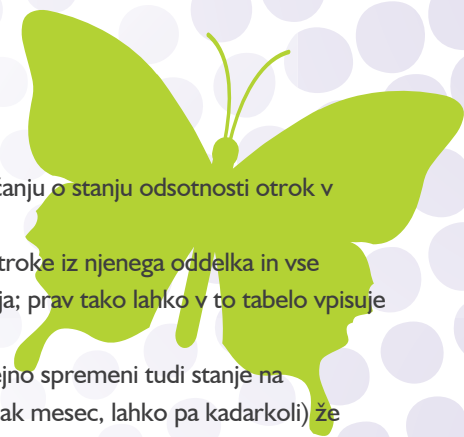 čanju o stanju odsotnosti otrok v
troke iz njenega oddelka in vse
ja; prav tako lahko v to tabelo vpisuje
ejno spremeni tudi stanje na
ak mesec, lahko pa kadarkoli) že